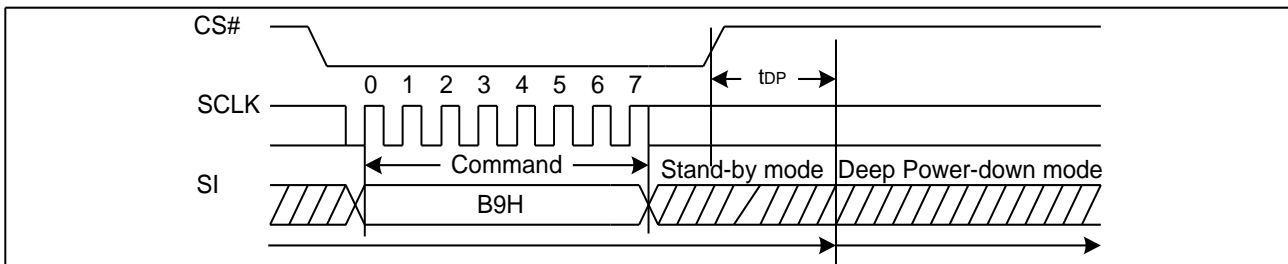 CS#
tDP
0 1 2 3 4 5 6 7
SCLK
Command
Stand-by mode Deep Power-down mode
SI
B9H